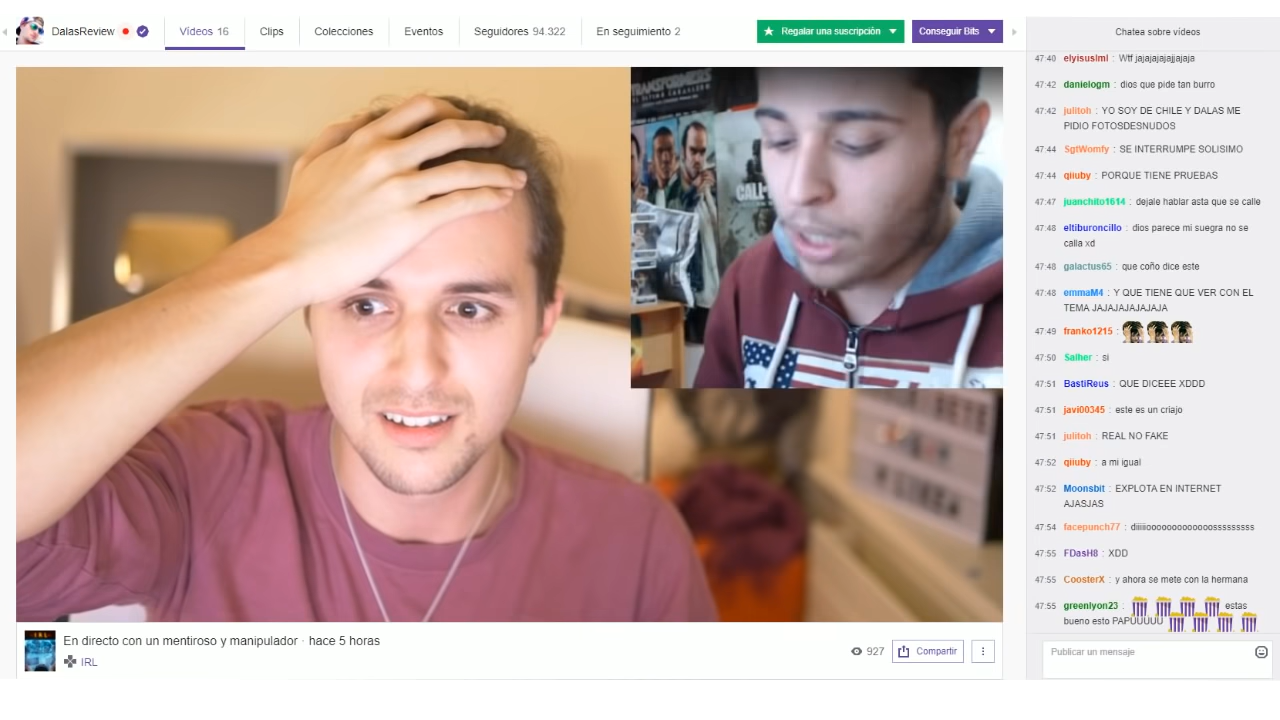 DalasReview
Vídeos 16
Clips
Colecciones
Eventos
Seguidores 94.322
En seguimiento 2
Regalar una suscripción
Conseguir Bits
TRANSFORMERS
CALL
Y LINEA
En directo con un mentiroso y manipulador · hace 5 horas
IRL
927
Compartir
Chatea sobre vídeos
47:40 elyisuslml : Wtf jajajajajajjajaja
47:42 danielogm : dios que pide tan burro
47:42 julitoh : YO SOY DE CHILE Y DALAS ME
PIDIO FOTOSDESNUDOS
47:44 SgtWomfy : SE INTERRUMPE SOLISIMO
47:44 qiiuby : PORQUE TIENE PRUEBAS
47:47 juanchito1614 : dejale hablar asta que se calle
47:48 eltiburoncillo : dios parece mi suegra no se
calla xd
47:48 galactus65 : que coño dice este
47:48 emmaM4 : Y QUE TIENE QUE VER CON EL
TEMA JAJAJAJAJAJAJA
47:49 franko1215 :
47:50 Salher : si
47:51 BastiReus : QUE DICEEE XDDD
47:51 javi00345 : este es un criajo
47:51 julitoh : REAL NO FAKE
47:52 qiiuby : a mi igual
47:52 Moonsbit : EXPLOTA EN INTERNET
AJASJAS
47:54 facepunch77 : diiiiioooooooooooooosssssssss
47:55 FDasH8 : XDD
47:55 CoosterX : y ahora se mete con la hermana
47:55 greenlyon23 : estas
bueno esto PAPUUUUU
Publicar un mensaje